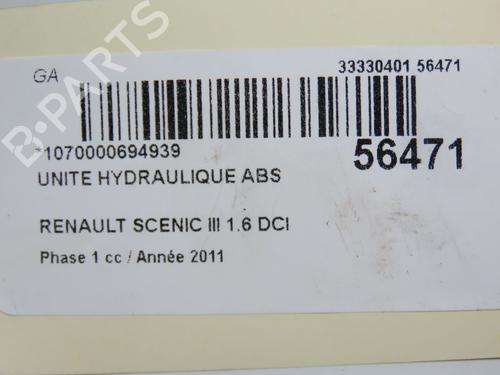 GA
33330401 56471
*1070000694939
56471
UNITE HYDRAULIQUE ABS
RENAULT SCENIC III 1.6 DCI
Phase 1 cc / Année 2011
B-PARTS